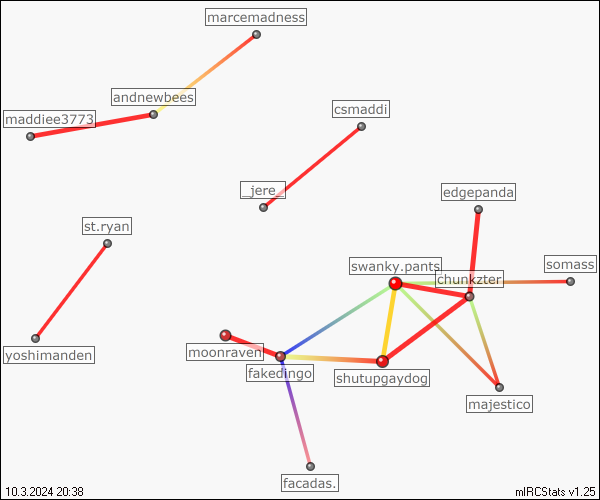 marcemadness
andnewbees
csmaddi
maddiee3773
_jere_
edgepanda
st.ryan
swanky.pants
somass
chunkzter
yoshimanden
moonraven
fakedingo
shutupgaydog
majestico
facadas.
10.3.2024 20:38
mIRCStats v1.25